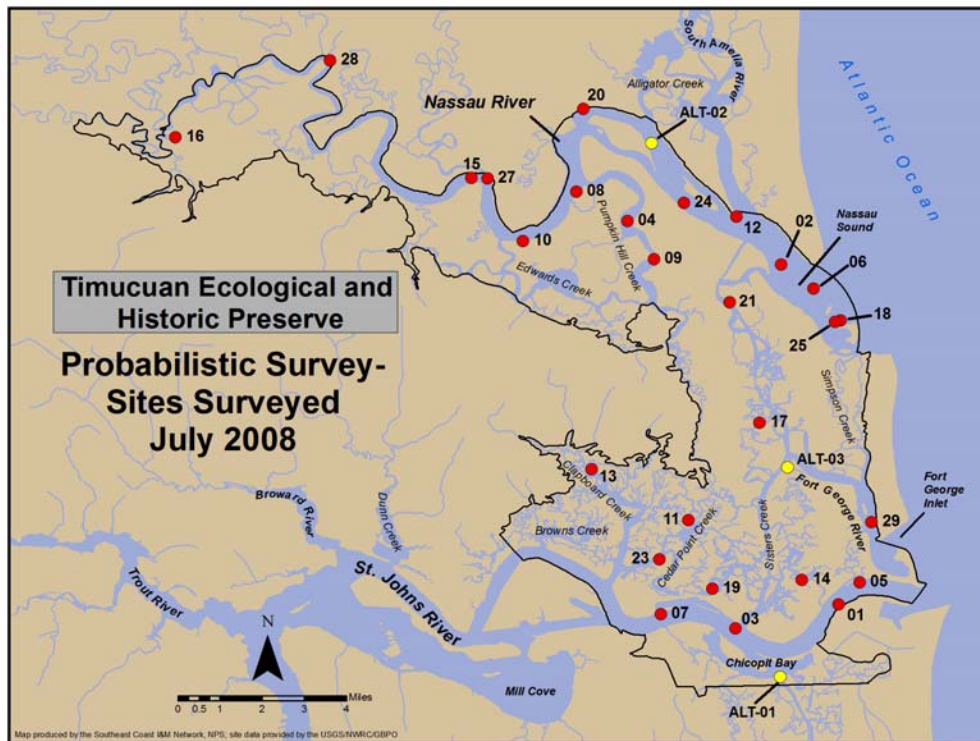 28
South Amelia River
Alligator Creek
Atlantic Ocean
Nassau River
20
ALT-02
16
15
27
08
24
04
12
02
Nassau
Sound
Pumpkin Hill Creek
10
09
06
Edwards Creek
21
18
25
Timucuan Ecological and
Historic Preserve
Probabilistic Survey-
Sites Surveyed
July 2008
Simpson Creek
17
ALT-03
13
Clapboard Creek
Fort George River
Fort
George
Inlet
Broward River
Dunn Creek
11
Browns Creek
Cedar Point Creek
Sisters Creek
29
23
Trout River
St. Johns River
19
14
05
07
03
01
N
Chicopit Bay
Mill Cove
ALT-01
Miles
0 0.5 1 2 3 4
Map produced by the Southeast Coast I&M Network, NPS; site data provided by the USGS/NWRC/GBPO